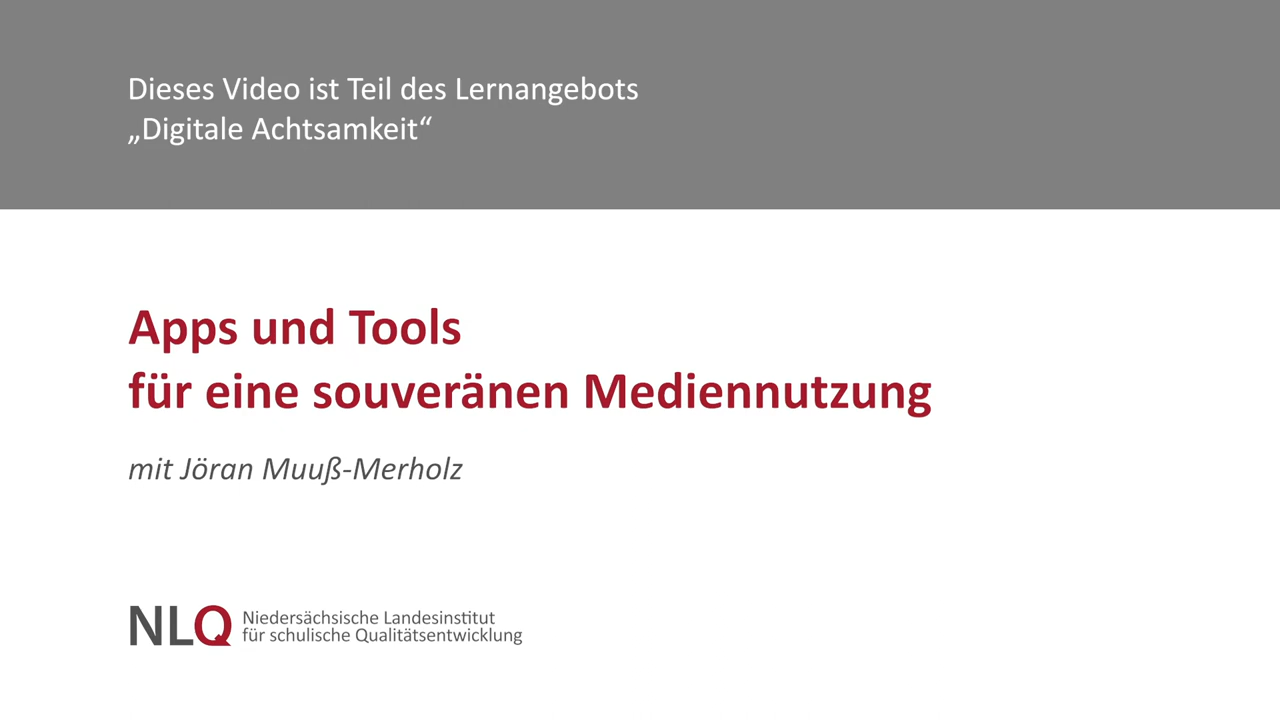 Dieses Video ist Teil des Lernangebots
„Digitale Achtsamkeit“
Apps und Tools
für eine souveränen Mediennutzung
mit Jöran Muuß-Merholz
NLQ Niedersächsische Landesinstitut
für schulische Qualitätsentwicklung